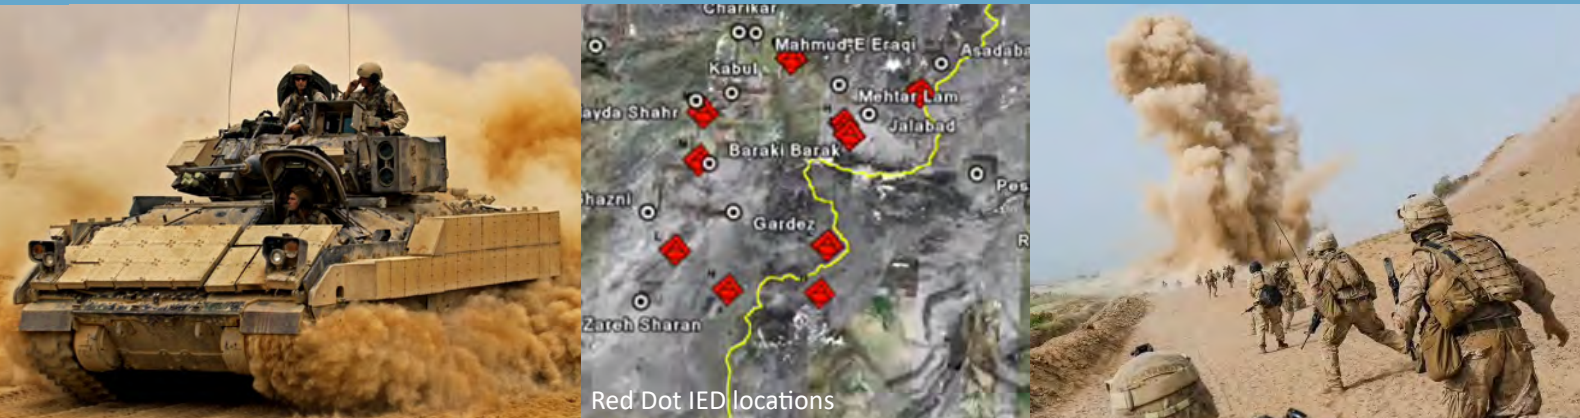 Charikar
Mahmud-E Eraqi
Asadaba
Kabul
Mehtar Lam
ayda Shahr
Jalabad
Baraki Barak
Pes
hazni
Gardez
R
Zareh Sharan
Red Dot IED locations